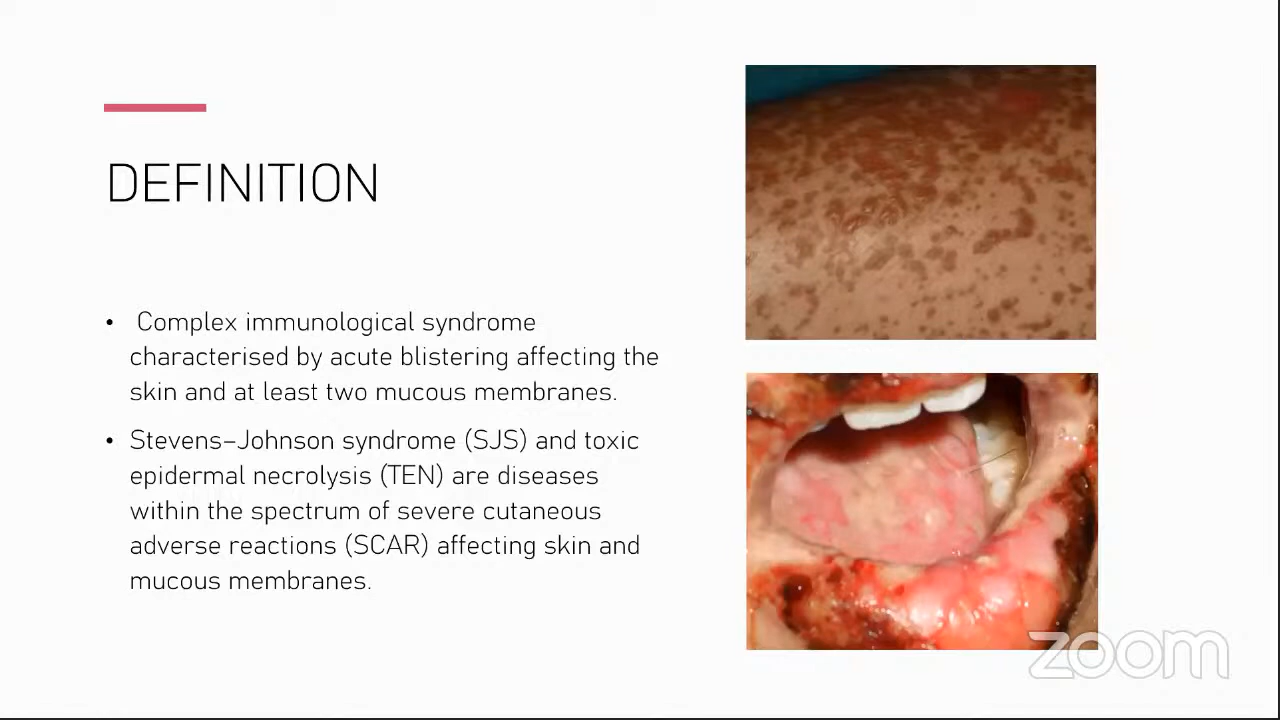 DEFINITION
• Complex immunological syndrome
characterised by acute blistering affecting the
skin and at least two mucous membranes.
• Stevens–Johnson syndrome (SJS) and toxic
epidermal necrolysis (TEN) are diseases
within the spectrum of severe cutaneous
adverse reactions (SCAR) affecting skin and
mucous membranes.
zoom